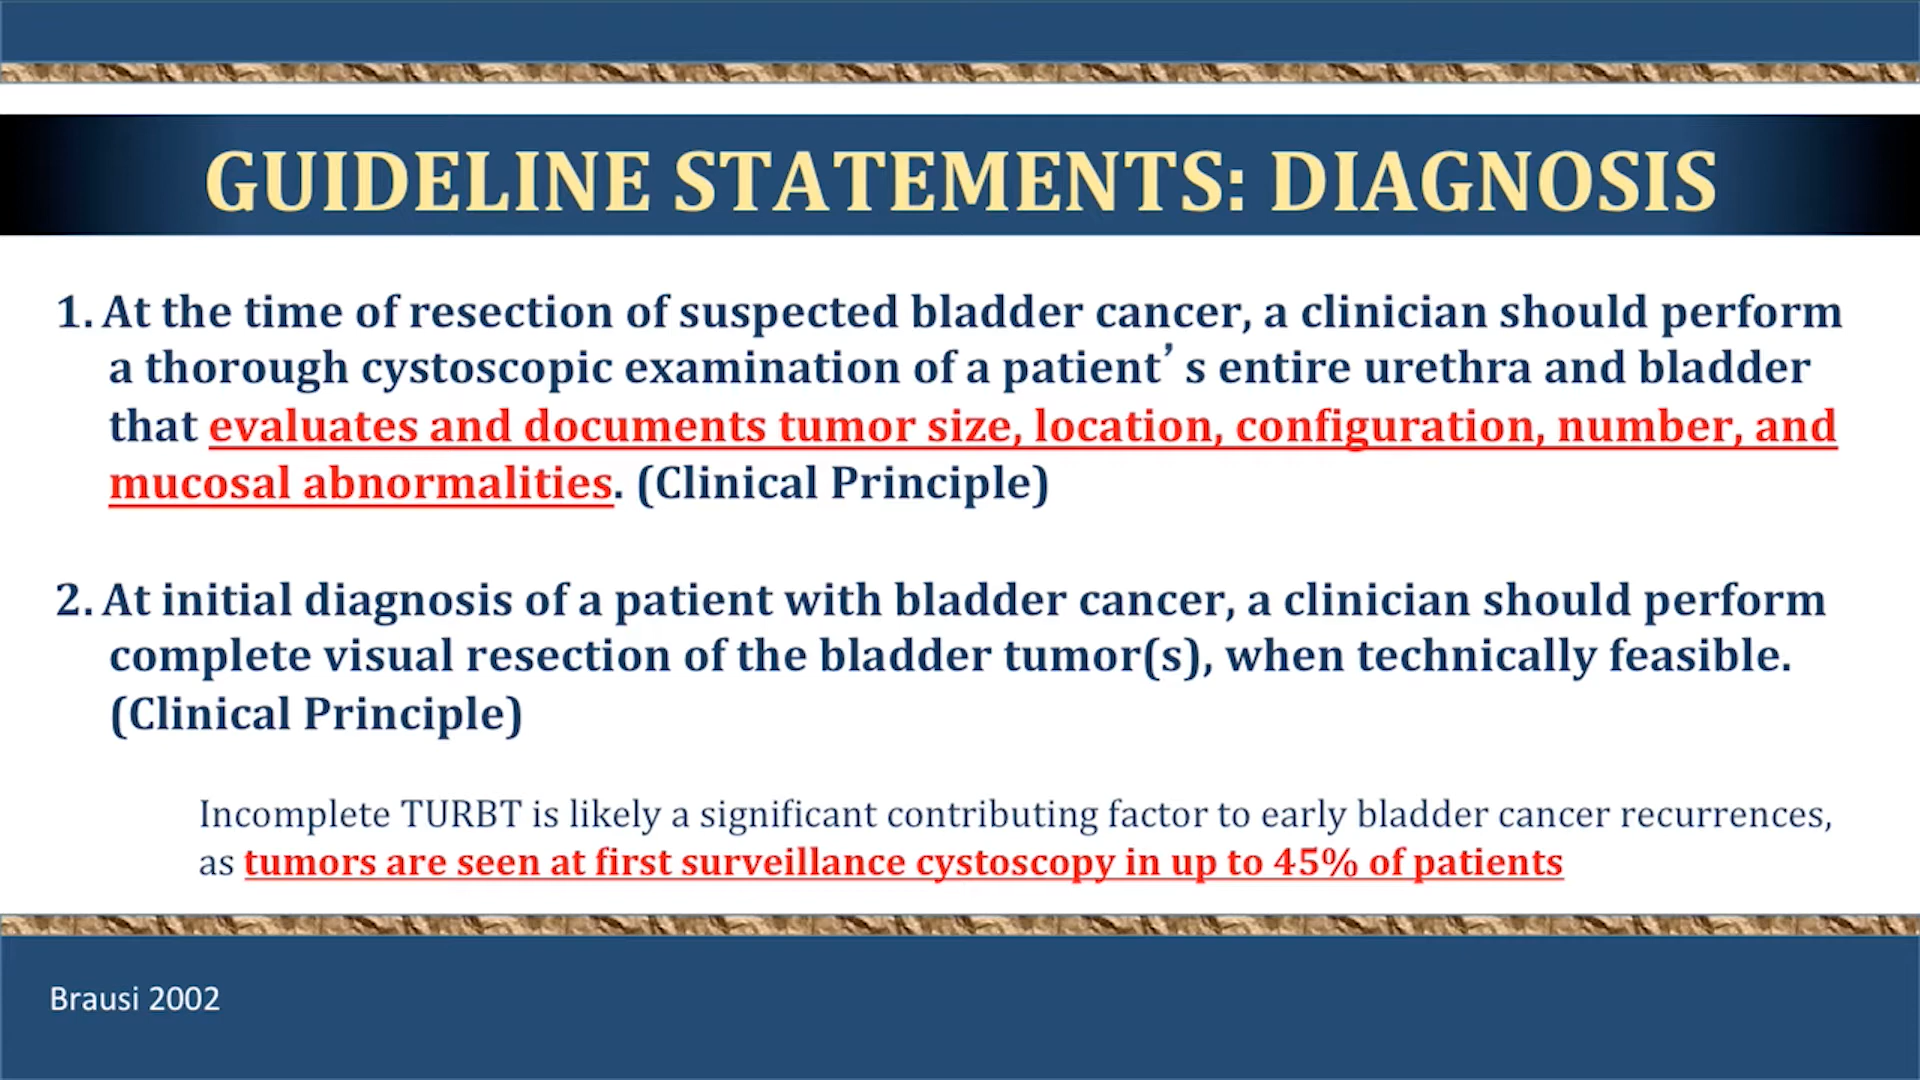 GUIDELINE STATEMENTS: DIAGNOSIS
1. At the time of resection of suspected bladder cancer, a clinician should perform
a thorough cystoscopic examination of a patient’s entire urethra and bladder
that evaluates and documents tumor size, location, configuration, number, and
mucosal abnormalities. (Clinical Principle)
2. At initial diagnosis of a patient with bladder cancer, a clinician should perform
complete visual resection of the bladder tumor(s), when technically feasible.
(Clinical Principle)
Incomplete TURBT is likely a significant contributing factor to early bladder cancer recurrences,
as tumors are seen at first surveillance cystoscopy in up to 45% of patients
Brausi 2002